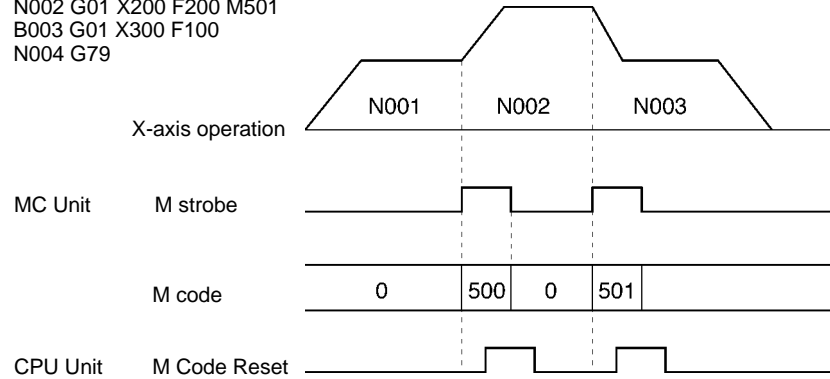 N002 G01 X200 F200 M501
B003 G01 X300 F100
N004 G79
N001 N002 N003
X-axis operation
MC Unit M strobe
M code 0 500 0 501
CPU Unit M Code Reset